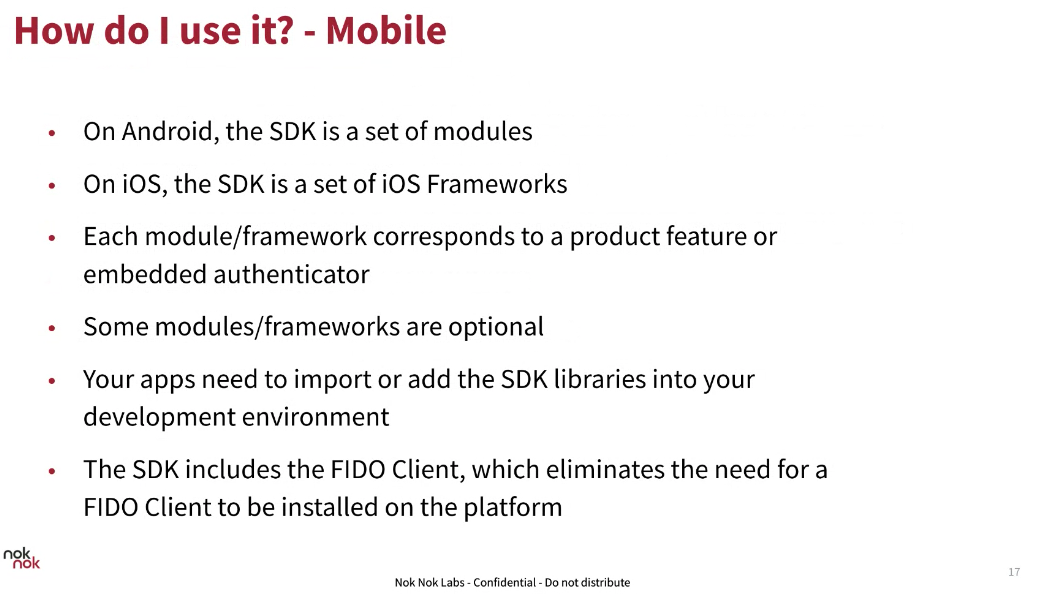 How do I use it? - Mobile
• On Android, the SDK is a set of modules
• On iOS, the SDK is a set of iOS Frameworks
• Each module/framework corresponds to a product feature or
embedded authenticator
• Some modules/frameworks are optional
• Your apps need to import or add the SDK libraries into your
development environment
• The SDK includes the FIDO Client, which eliminates the need for a
FIDO Client to be installed on the platform
nok
nok
Nok Nok Labs - Confidential - Do not distribute
17